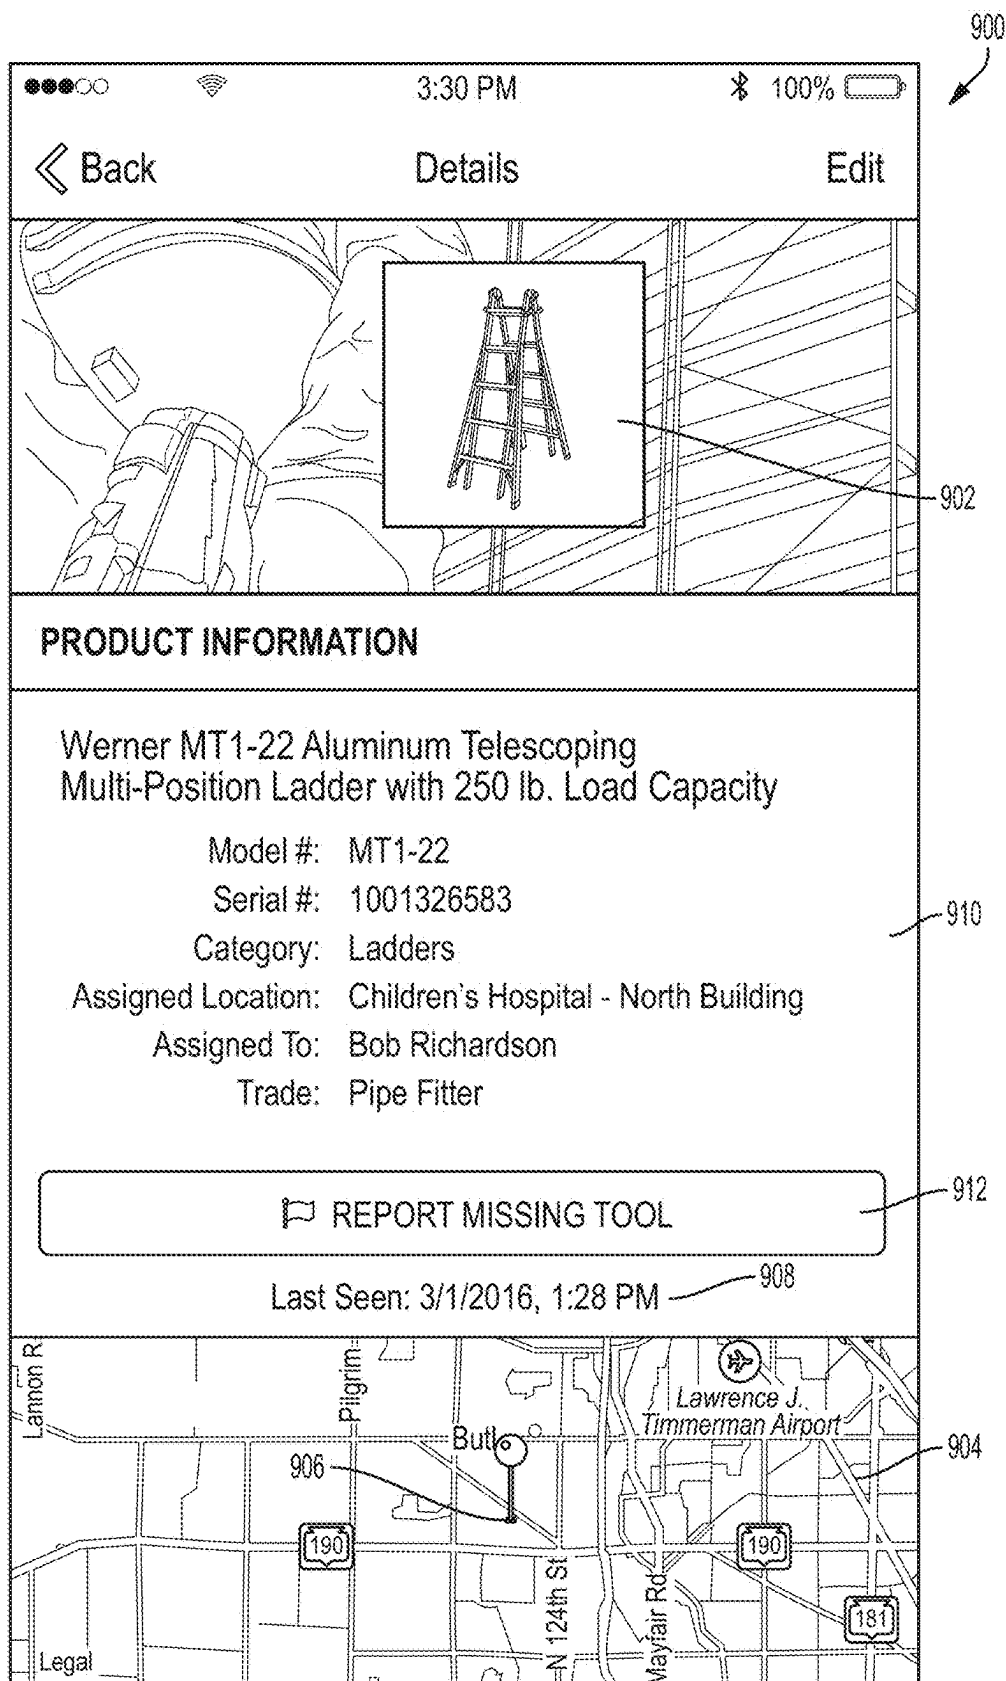 900
3:30 PM 100%
Back Details Edit
902
PRODUCT INFORMATION
Werner MT1-22 Aluminum Telescoping
Multi-Position Ladder with 250 lb. Load Capacity
Model #: MT1-22
Serial #: 1001326583
910
Category: Ladders
Assigned Location: Children's Hospital - North Building
Assigned To: Bob Richardson
Trade: Pipe Fitter
912
REPORT MISSING TOOL
908
Last Seen: 3/1/2016, 1:28 PM
Lannon R
Pilgrim
Lawrence J.
Timmerman Airport
Butl
904
906
190
190
N 124th St
Mayfair Rd
181
Legal